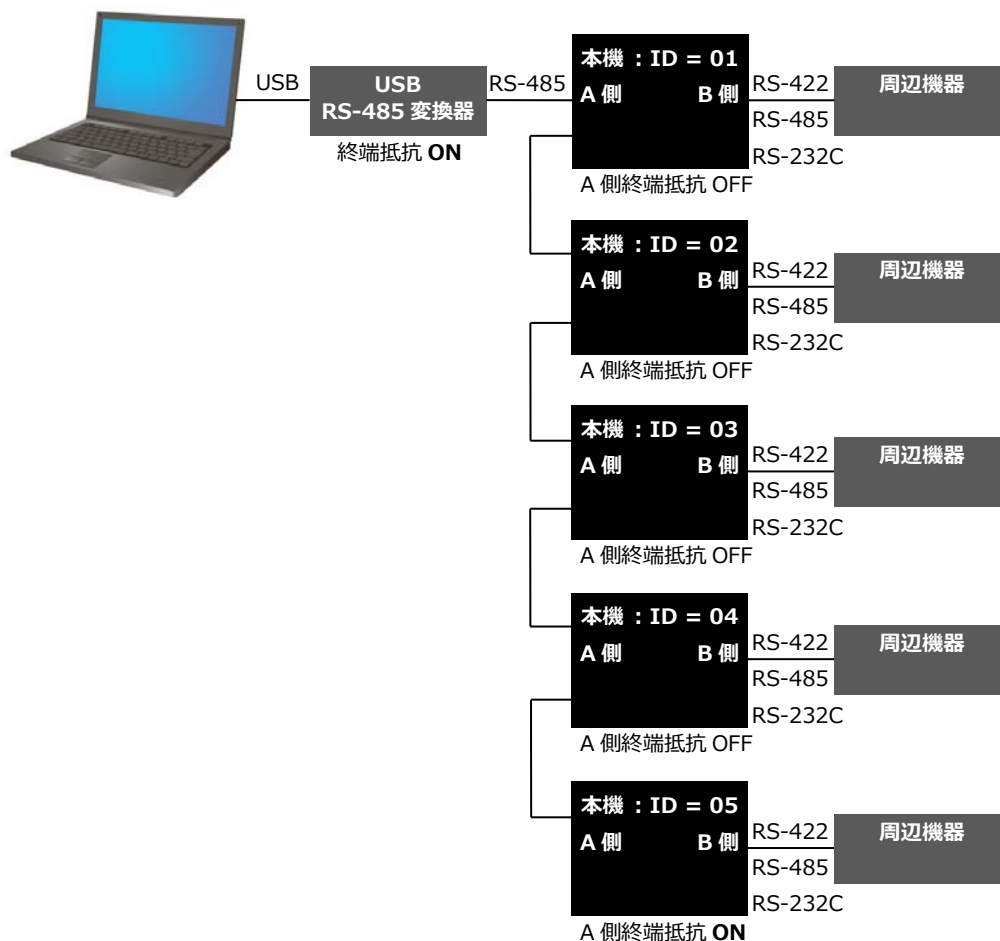 USB
USB
RS-485 変換器
終端抵抗 ON
RS-485
本機 : ID = 01
A 側 B 側
A 側終端抵抗 OFF
RS-422
RS-485
RS-232C
周辺機器
本機 : ID = 02
A 側 B 側
A 側終端抵抗 OFF
RS-422
RS-485
RS-232C
周辺機器
本機 : ID = 03
A 側 B 側
A 側終端抵抗 OFF
RS-422
RS-485
RS-232C
周辺機器
本機 : ID = 04
A 側 B 側
A 側終端抵抗 OFF
RS-422
RS-485
RS-232C
周辺機器
本機 : ID = 05
A 側 B 側
A 側終端抵抗 ON
RS-422
RS-485
RS-232C
周辺機器